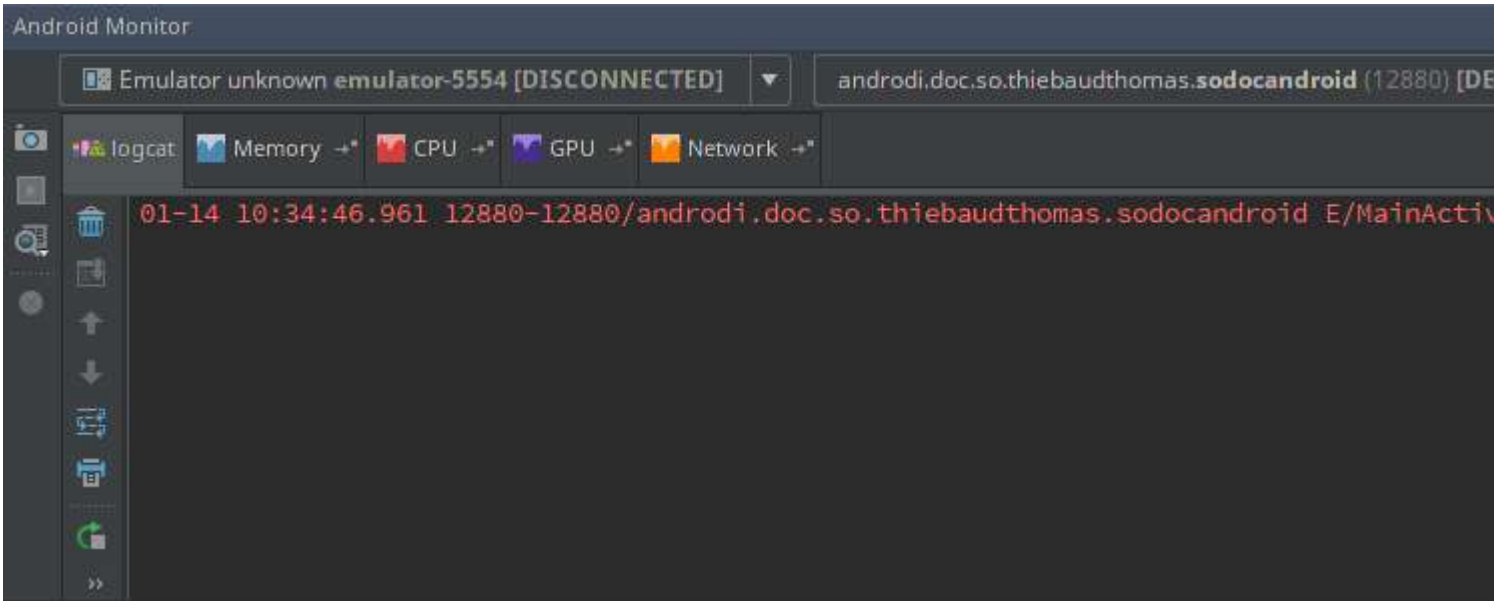 Android Monitor
Emulator unknown emulator-5554 [DISCONNECTED] androdi.doc.so.thiebaudthomas.sodocandroid (12880) [DE
logcat Memory CPU GPU Network
01-14 10:34:46.961 12880-12880/androdi.doc.so.thiebaudthomas.sodocandroid E/MainActiv